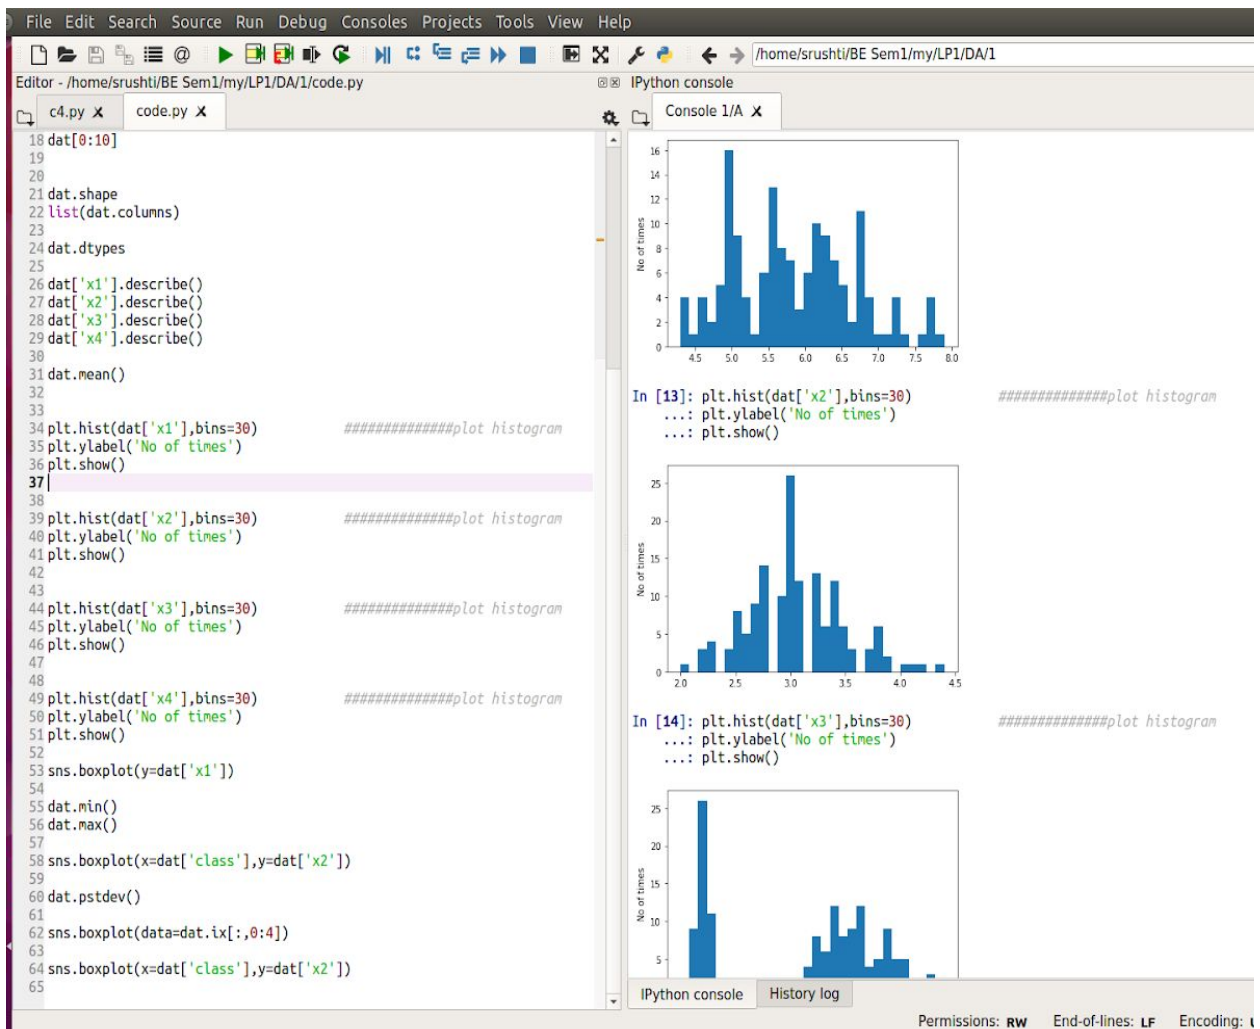 File Edit Search Source Run Debug Consoles Projects Tools View Help
/home/srushti/BE Sem1/my/LP1/DA/1
Editor - /home/srushti/BE Sem1/my/LP1/DA/1/code.py
c4.py
code.py
18 dat[0:10]
19
20
21 dat.shape
22 list(dat.columns)
23
24 dat.dtypes
25
26 dat['x1'].describe()
27 dat['x2'].describe()
28 dat['x3'].describe()
29 dat['x4'].describe()
30
31 dat.mean()
32
33
34 plt.hist(dat['x1'],bins=30) ##############plot histogram
35 plt.ylabel('No of times')
36 plt.show()
37
38
39 plt.hist(dat['x2'],bins=30) ##############plot histogram
40 plt.ylabel('No of times')
41 plt.show()
42
43
44 plt.hist(dat['x3'],bins=30) ##############plot histogram
45 plt.ylabel('No of times')
46 plt.show()
47
48
49 plt.hist(dat['x4'],bins=30) ##############plot histogram
50 plt.ylabel('No of times')
51 plt.show()
52
53 sns.boxplot(y=dat['x1'])
54
55 dat.min()
56 dat.max()
57
58 sns.boxplot(x=dat['class'],y=dat['x2'])
59
60 dat.pstdev()
61
62 sns.boxplot(data=dat.ix[:,0:4])
63
64 sns.boxplot(x=dat['class'],y=dat['x2'])
65
IPython console
Console 1/A
16
14
12
10
8
6
4
2
0
No of times
4.5 5.0 5.5 6.0 6.5 7.0 7.5 8.0
In [13]: plt.hist(dat['x2'],bins=30) ##############plot histogram
...: plt.ylabel('No of times')
...: plt.show()
25
20
15
10
5
0
No of times
2.0 2.5 3.0 3.5 4.0 4.5
In [14]: plt.hist(dat['x3'],bins=30) ##############plot histogram
...: plt.ylabel('No of times')
...: plt.show()
25
20
15
10
5
No of times
IPython console
History log
Permissions: RW End-of-lines: LF Encoding: